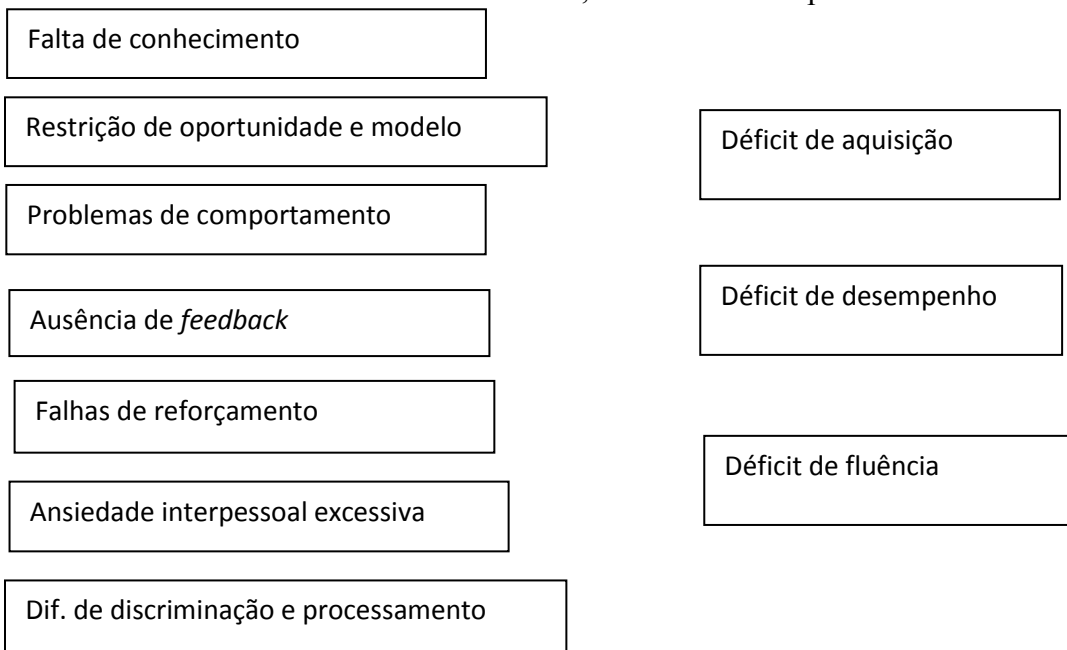 Falta de conhecimento
Restrição de oportunidade e modelo
Problemas de comportamento
Ausência de feedback
Falhas de reforçamento
Ansiedade interpessoal excessiva
Dif. de discriminação e processamento
Déficit de aquisição
Déficit de desempenho
Déficit de fluência